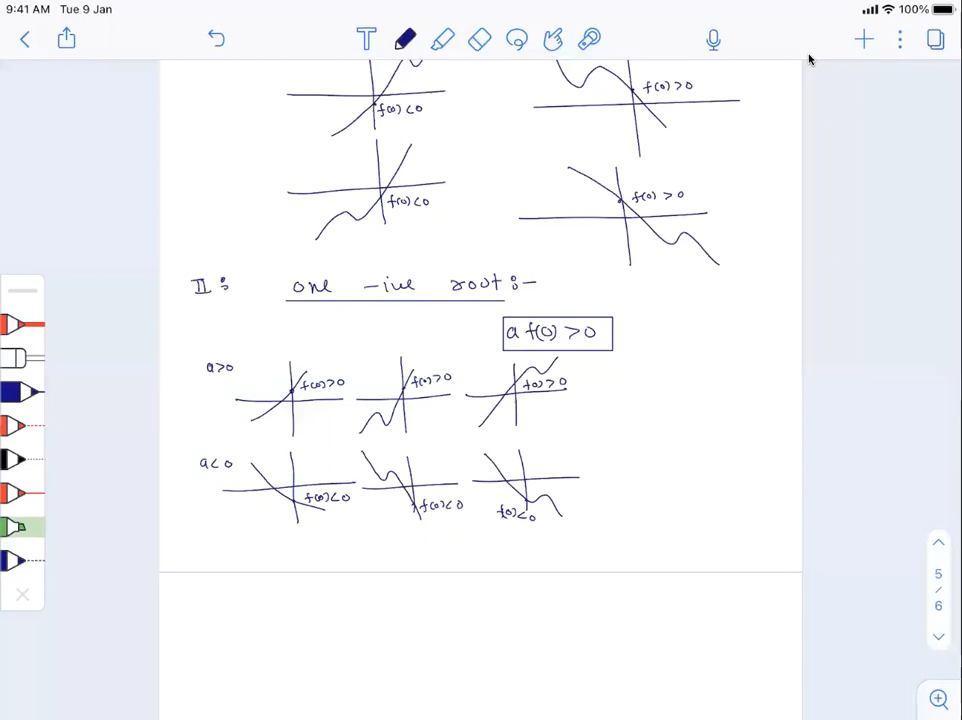 9:41 AM Tue 9 Jan
100%
f(0)<0
f(0)>0
f(0)<0
f(0)>0
II: one -ive root:-
a f(0) >0
a>0
f(0)>0
f(0)>0
f(0)>0
a<0
f(0)<0
f(0)<0
f(0)<0
5
/
6